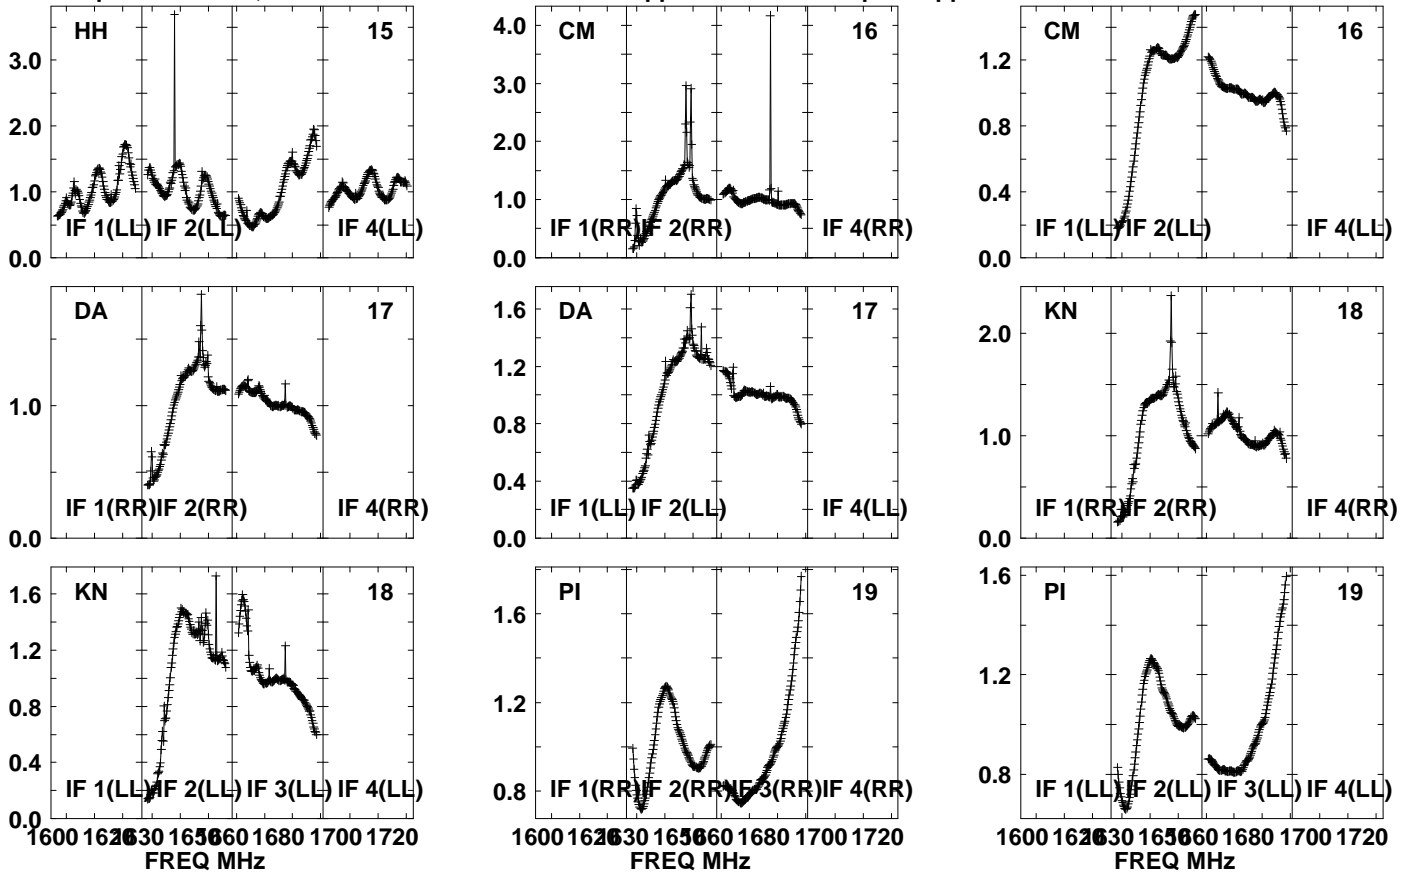 HH 15
3.0
2.0
1.0
0.0
IF 1(LL) IF 2(LL) IF 4(LL)
CM 16
4.0
3.0
2.0
1.0
0.0
IF 1(RR) IF 2(RR) IF 4(RR)
CM 16
1.2
0.8
0.4
0.0
IF 1(LL) IF 2(LL) IF 4(LL)
DA 17
1.0
0.0
IF 1(RR) IF 2(RR) IF 4(RR)
DA 17
1.6
1.2
0.8
0.4
0.0
IF 1(LL) IF 2(LL) IF 4(LL)
KN 18
2.0
1.0
0.0
IF 1(RR) IF 2(RR) IF 4(RR)
KN 18
1.6
1.2
0.8
0.4
0.0
IF 1(LL) IF 2(LL) IF 3(LL) IF 4(LL)
1600 1620 1630 1650 1660 1680 1700 1720
FREQ MHz
PI 19
1.6
1.2
0.8
IF 1(RR) IF 2(RR) IF 3(RR) IF 4(RR)
1600 1620 1630 1650 1660 1680 1700 1720
FREQ MHz
PI 19
1.6
1.2
0.8
IF 1(LL) IF 2(LL) IF 3(LL) IF 4(LL)
1600 1620 1630 1650 1660 1680 1700 1720
FREQ MHz